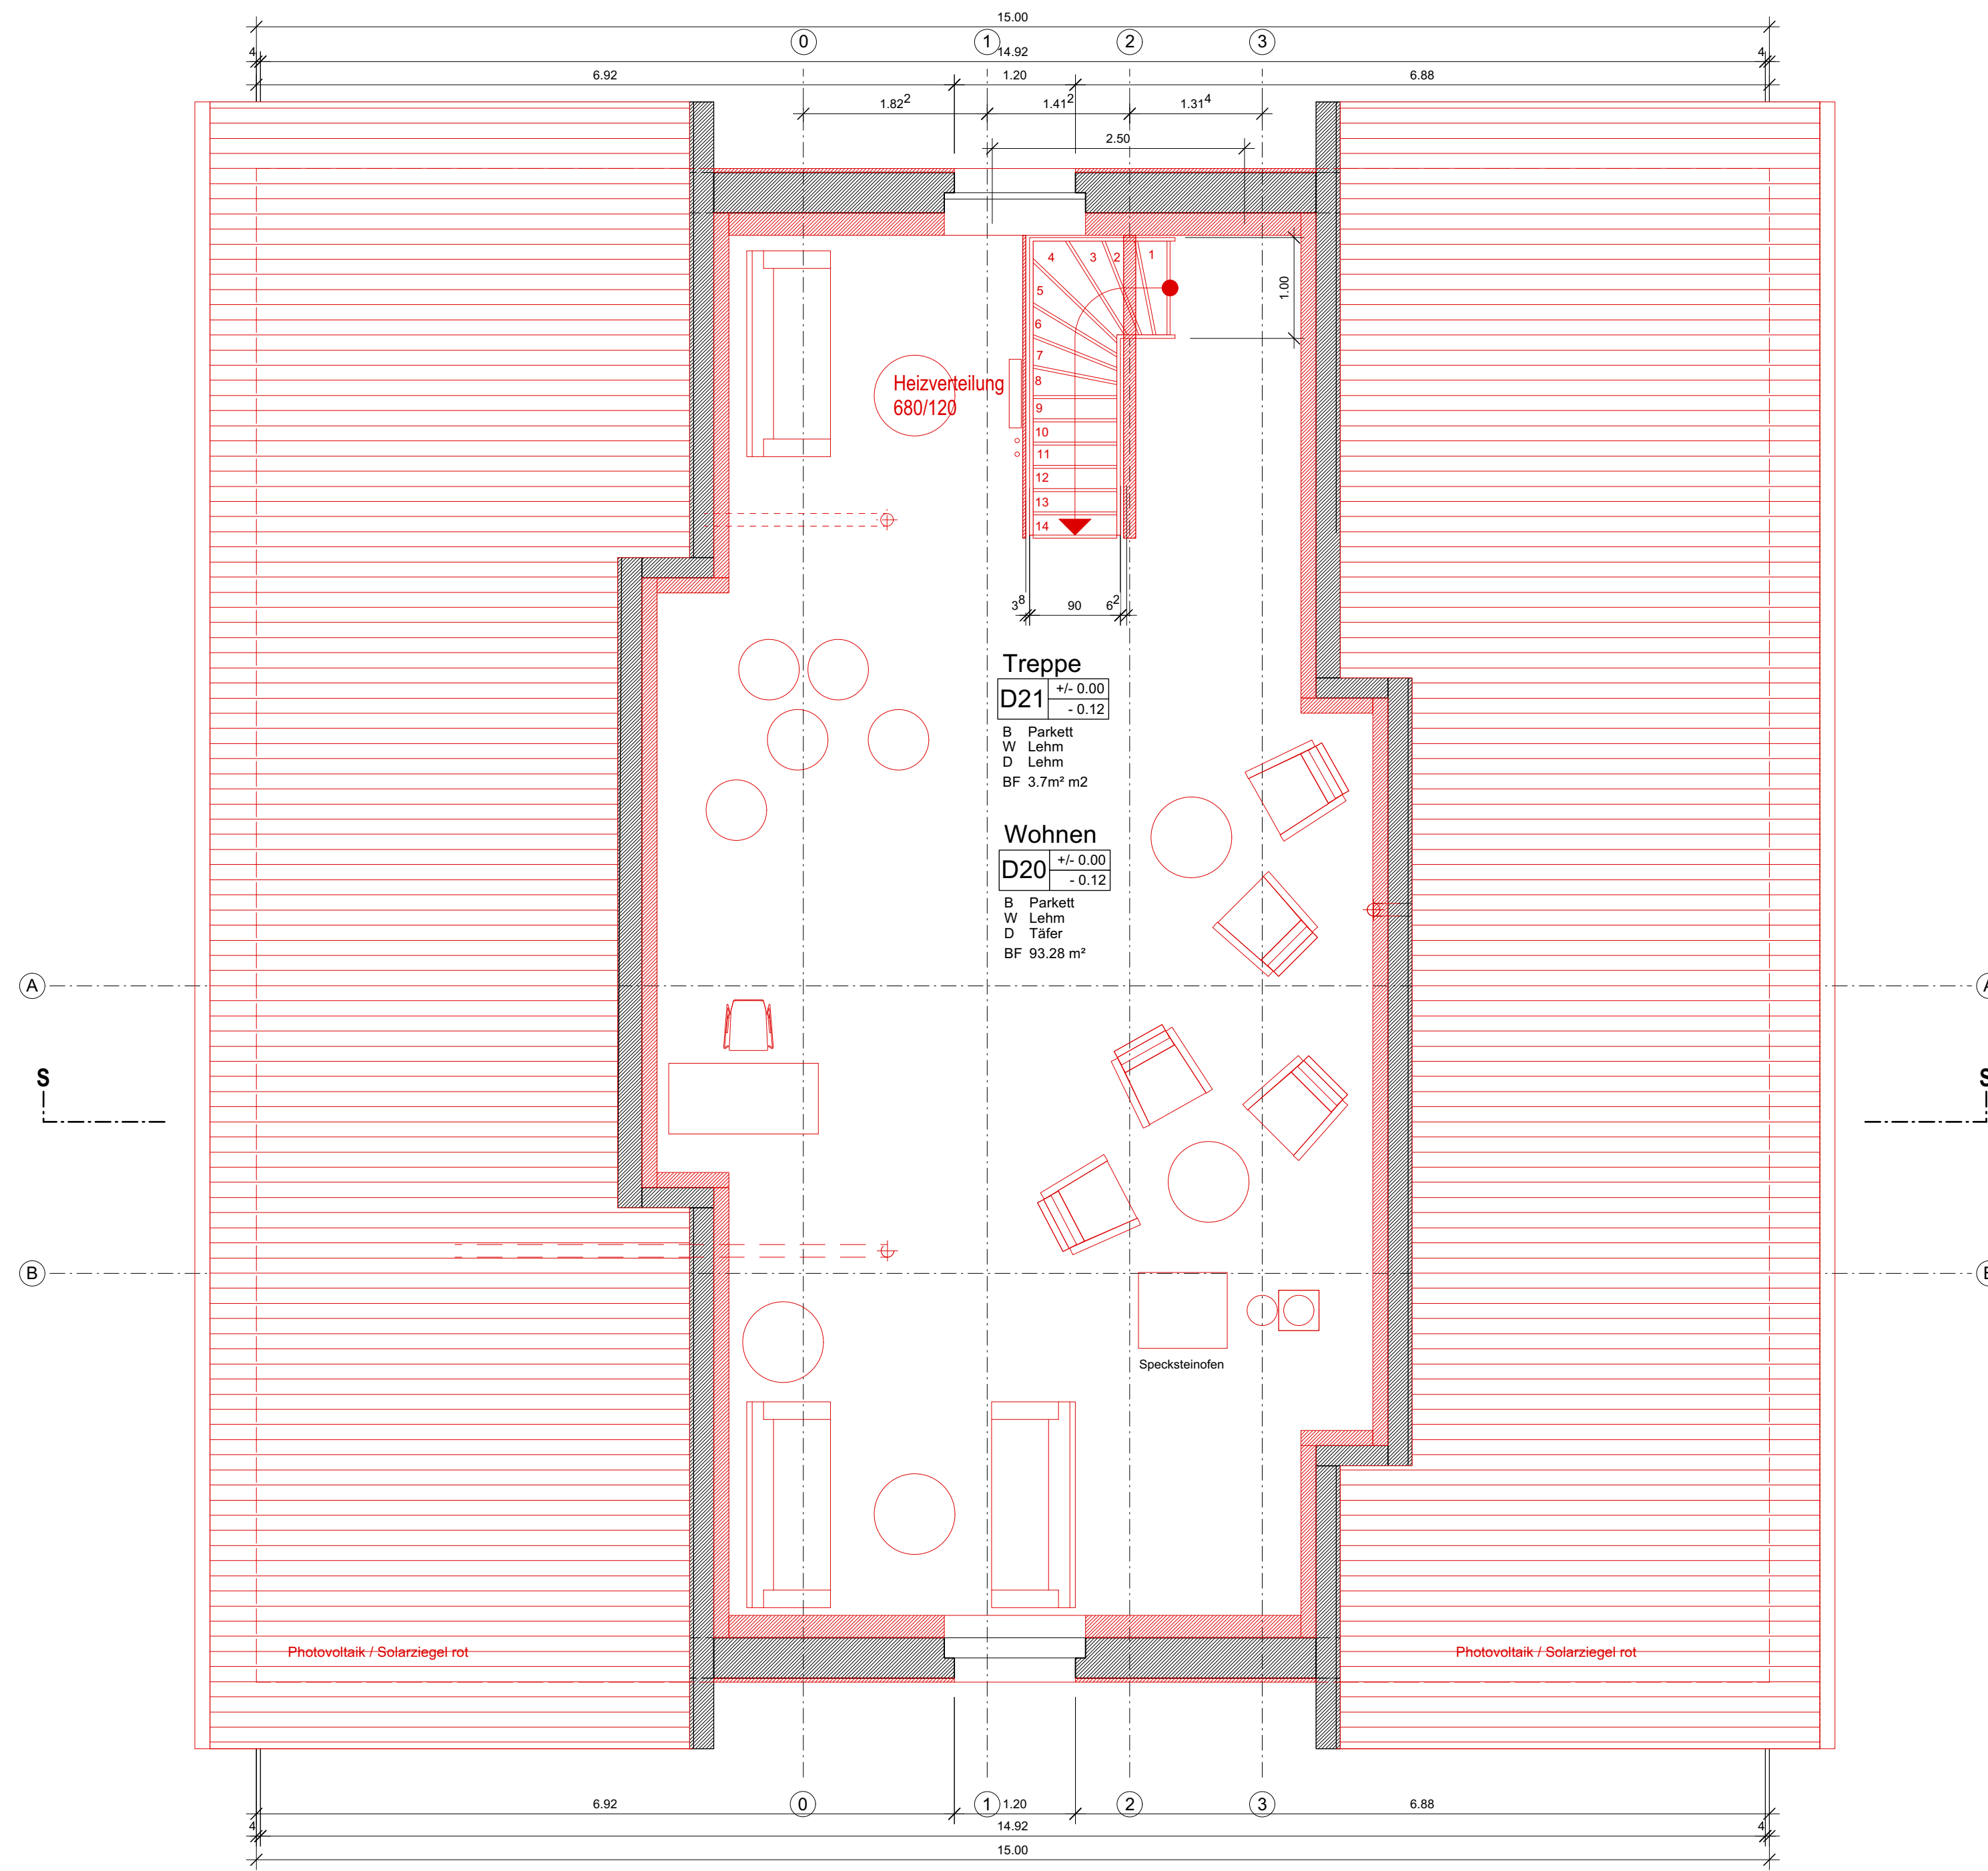 15.00
0 1 2 3
4 14.92 4
6.92 1.20 6.88
1.82² 1.41² 1.31⁴
2.50
4 3 2 1
5
1.00
6
7
8
Heizverteilung
680/120
9
10
11
12
13
14
3⁸ 90 6²
Treppe
D21 +/- 0.00
- 0.12
B Parkett
W Lehm
D Lehm
BF 3.7m² m2
Wohnen
D20 +/- 0.00
- 0.12
B Parkett
W Lehm
D Täfer
BF 93.28 m²
A A
S S
B B
Specksteinofen
Photovoltaik / Solarziegel rot Photovoltaik / Solarziegel rot
6.92 0 1 1.20 2 3 6.88
4 14.92 4
15.00